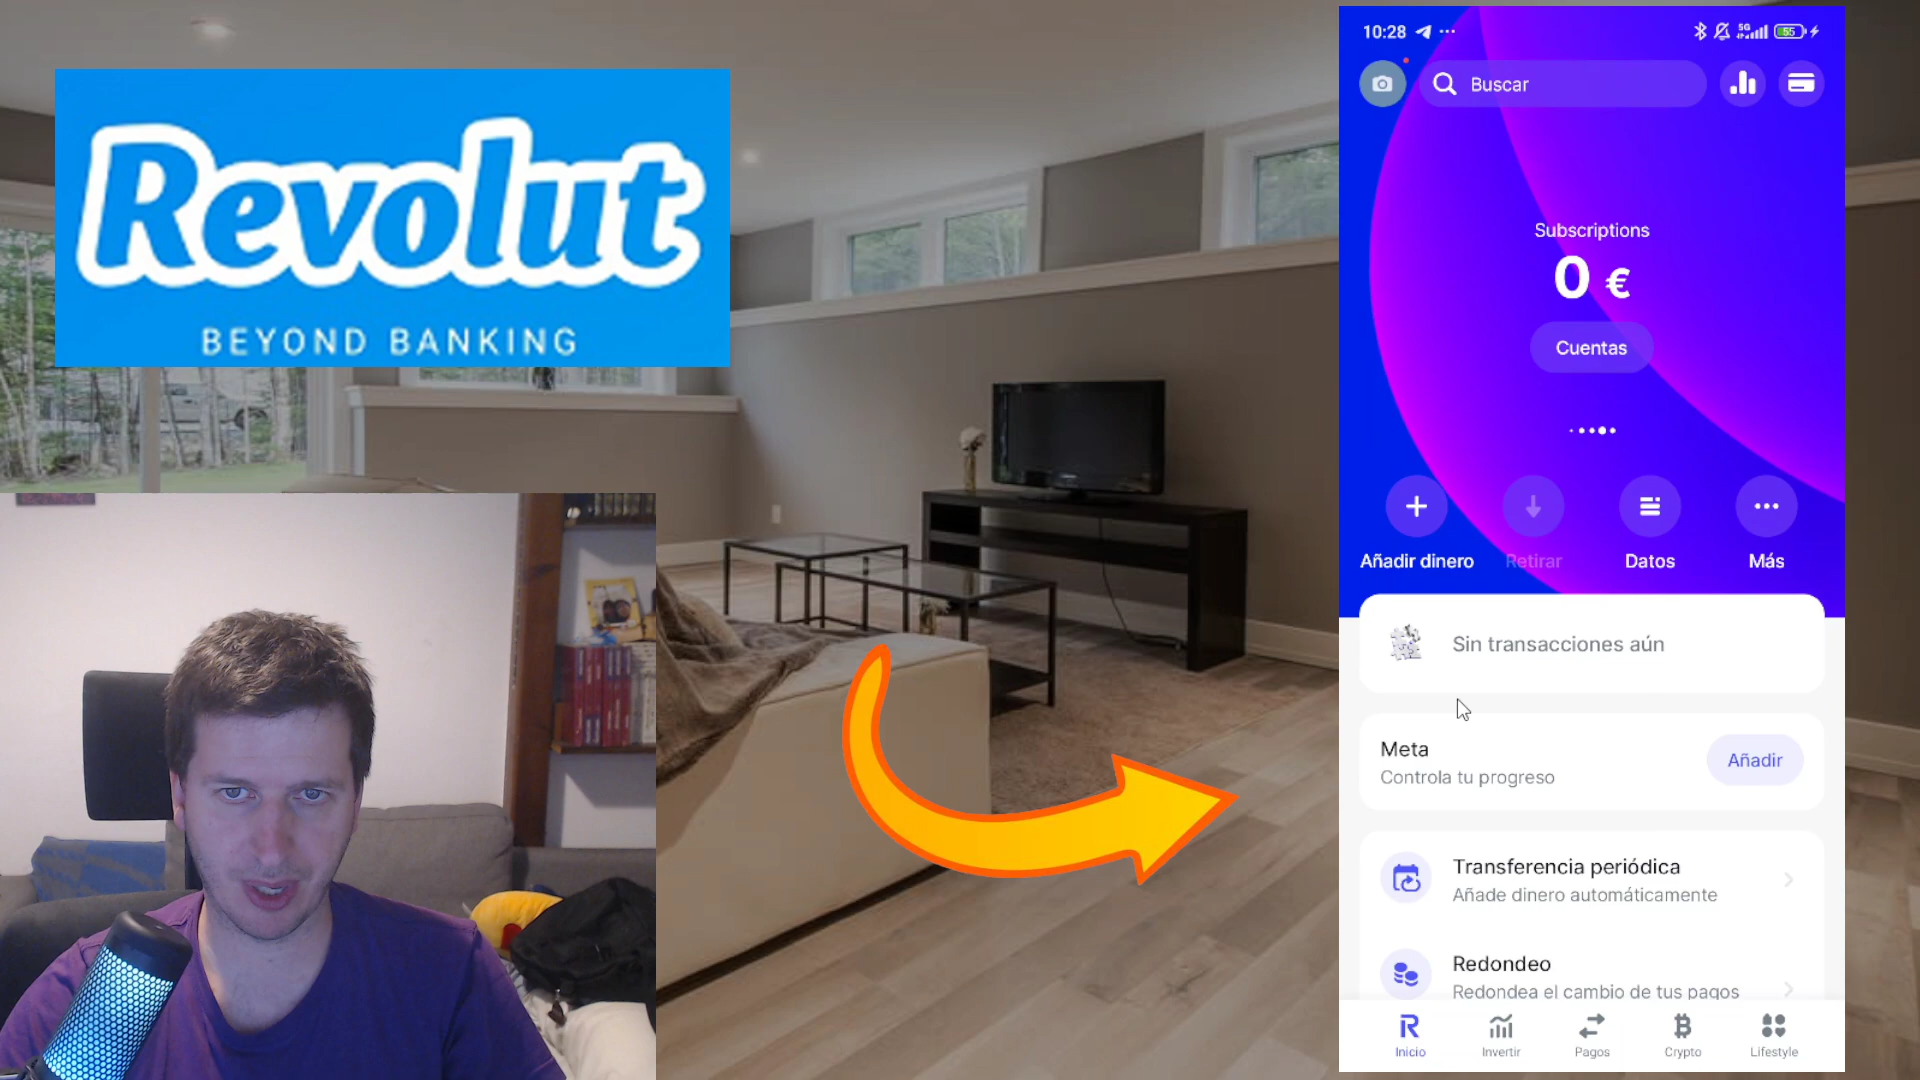 Revolut
BEYOND BANKING
10:28
5G
55
Buscar
Subscriptions
0 €
Cuentas
Añadir dinero
Retirar
Datos
Más
Sin transacciones aún
Meta
Controla tu progreso
Añadir
Transferencia periódica
Añade dinero automáticamente
Redondeo
Redondea el cambio de tus pagos
Inicio
Invertir
Pagos
Crypto
Lifestyle